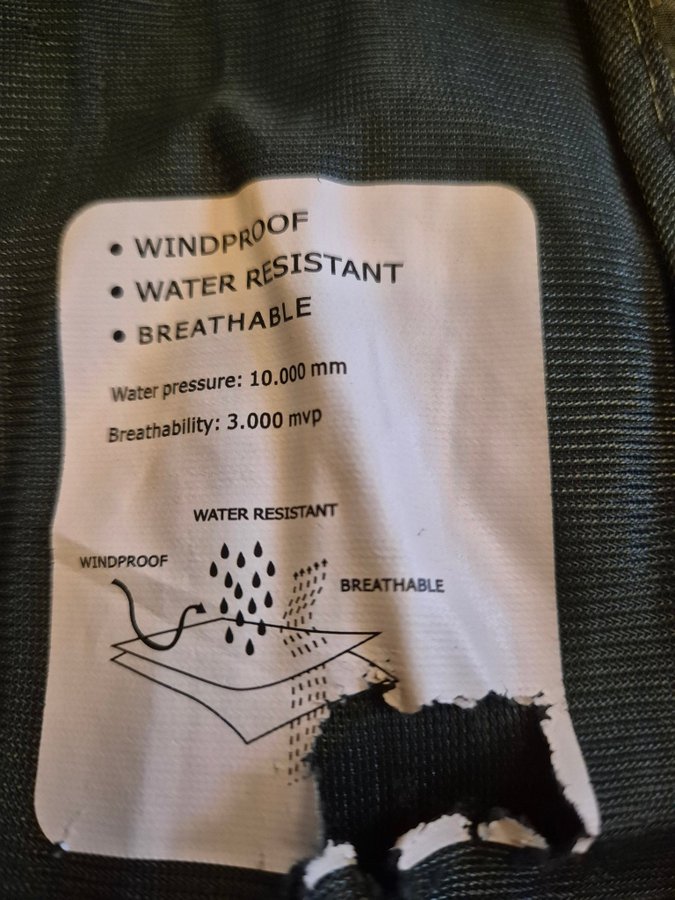 • WINDPROOF
• WATER RESISTANT
• BREATHABLE
Water pressure: 10.000 mm
Breathability: 3.000 mvp
WATER RESISTANT
WINDPROOF
BREATHABLE